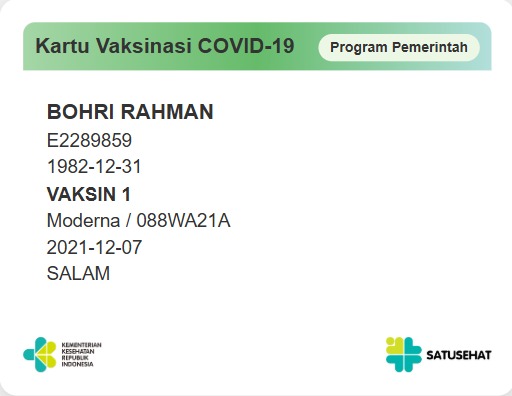 Kartu Vaksinasi COVID-19 Program Pemerintah
BOHRI RAHMAN
E2289859
1982-12-31
VAKSIN 1
Moderna / 088WA21A
2021-12-07
SALAM
KEMENTERIAN
KESEHATAN
REPUBLIK
INDONESIA
SATUSEHAT